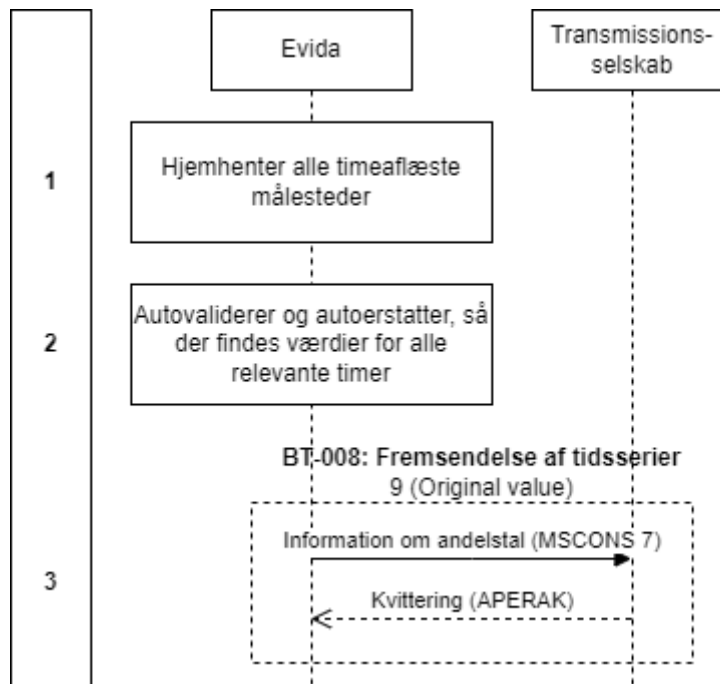 Evida
Transmissions-
selskab
1
Hjemhenter alle timeaflæste
målesteder
2
Autovaliderer og autoerstatter, så
der findes værdier for alle
relevante timer
BT-008: Fremsendelse af tidsserier
9 (Original value)
Information om andelstal (MSCONS 7)
3
Kvittering (APERAK)